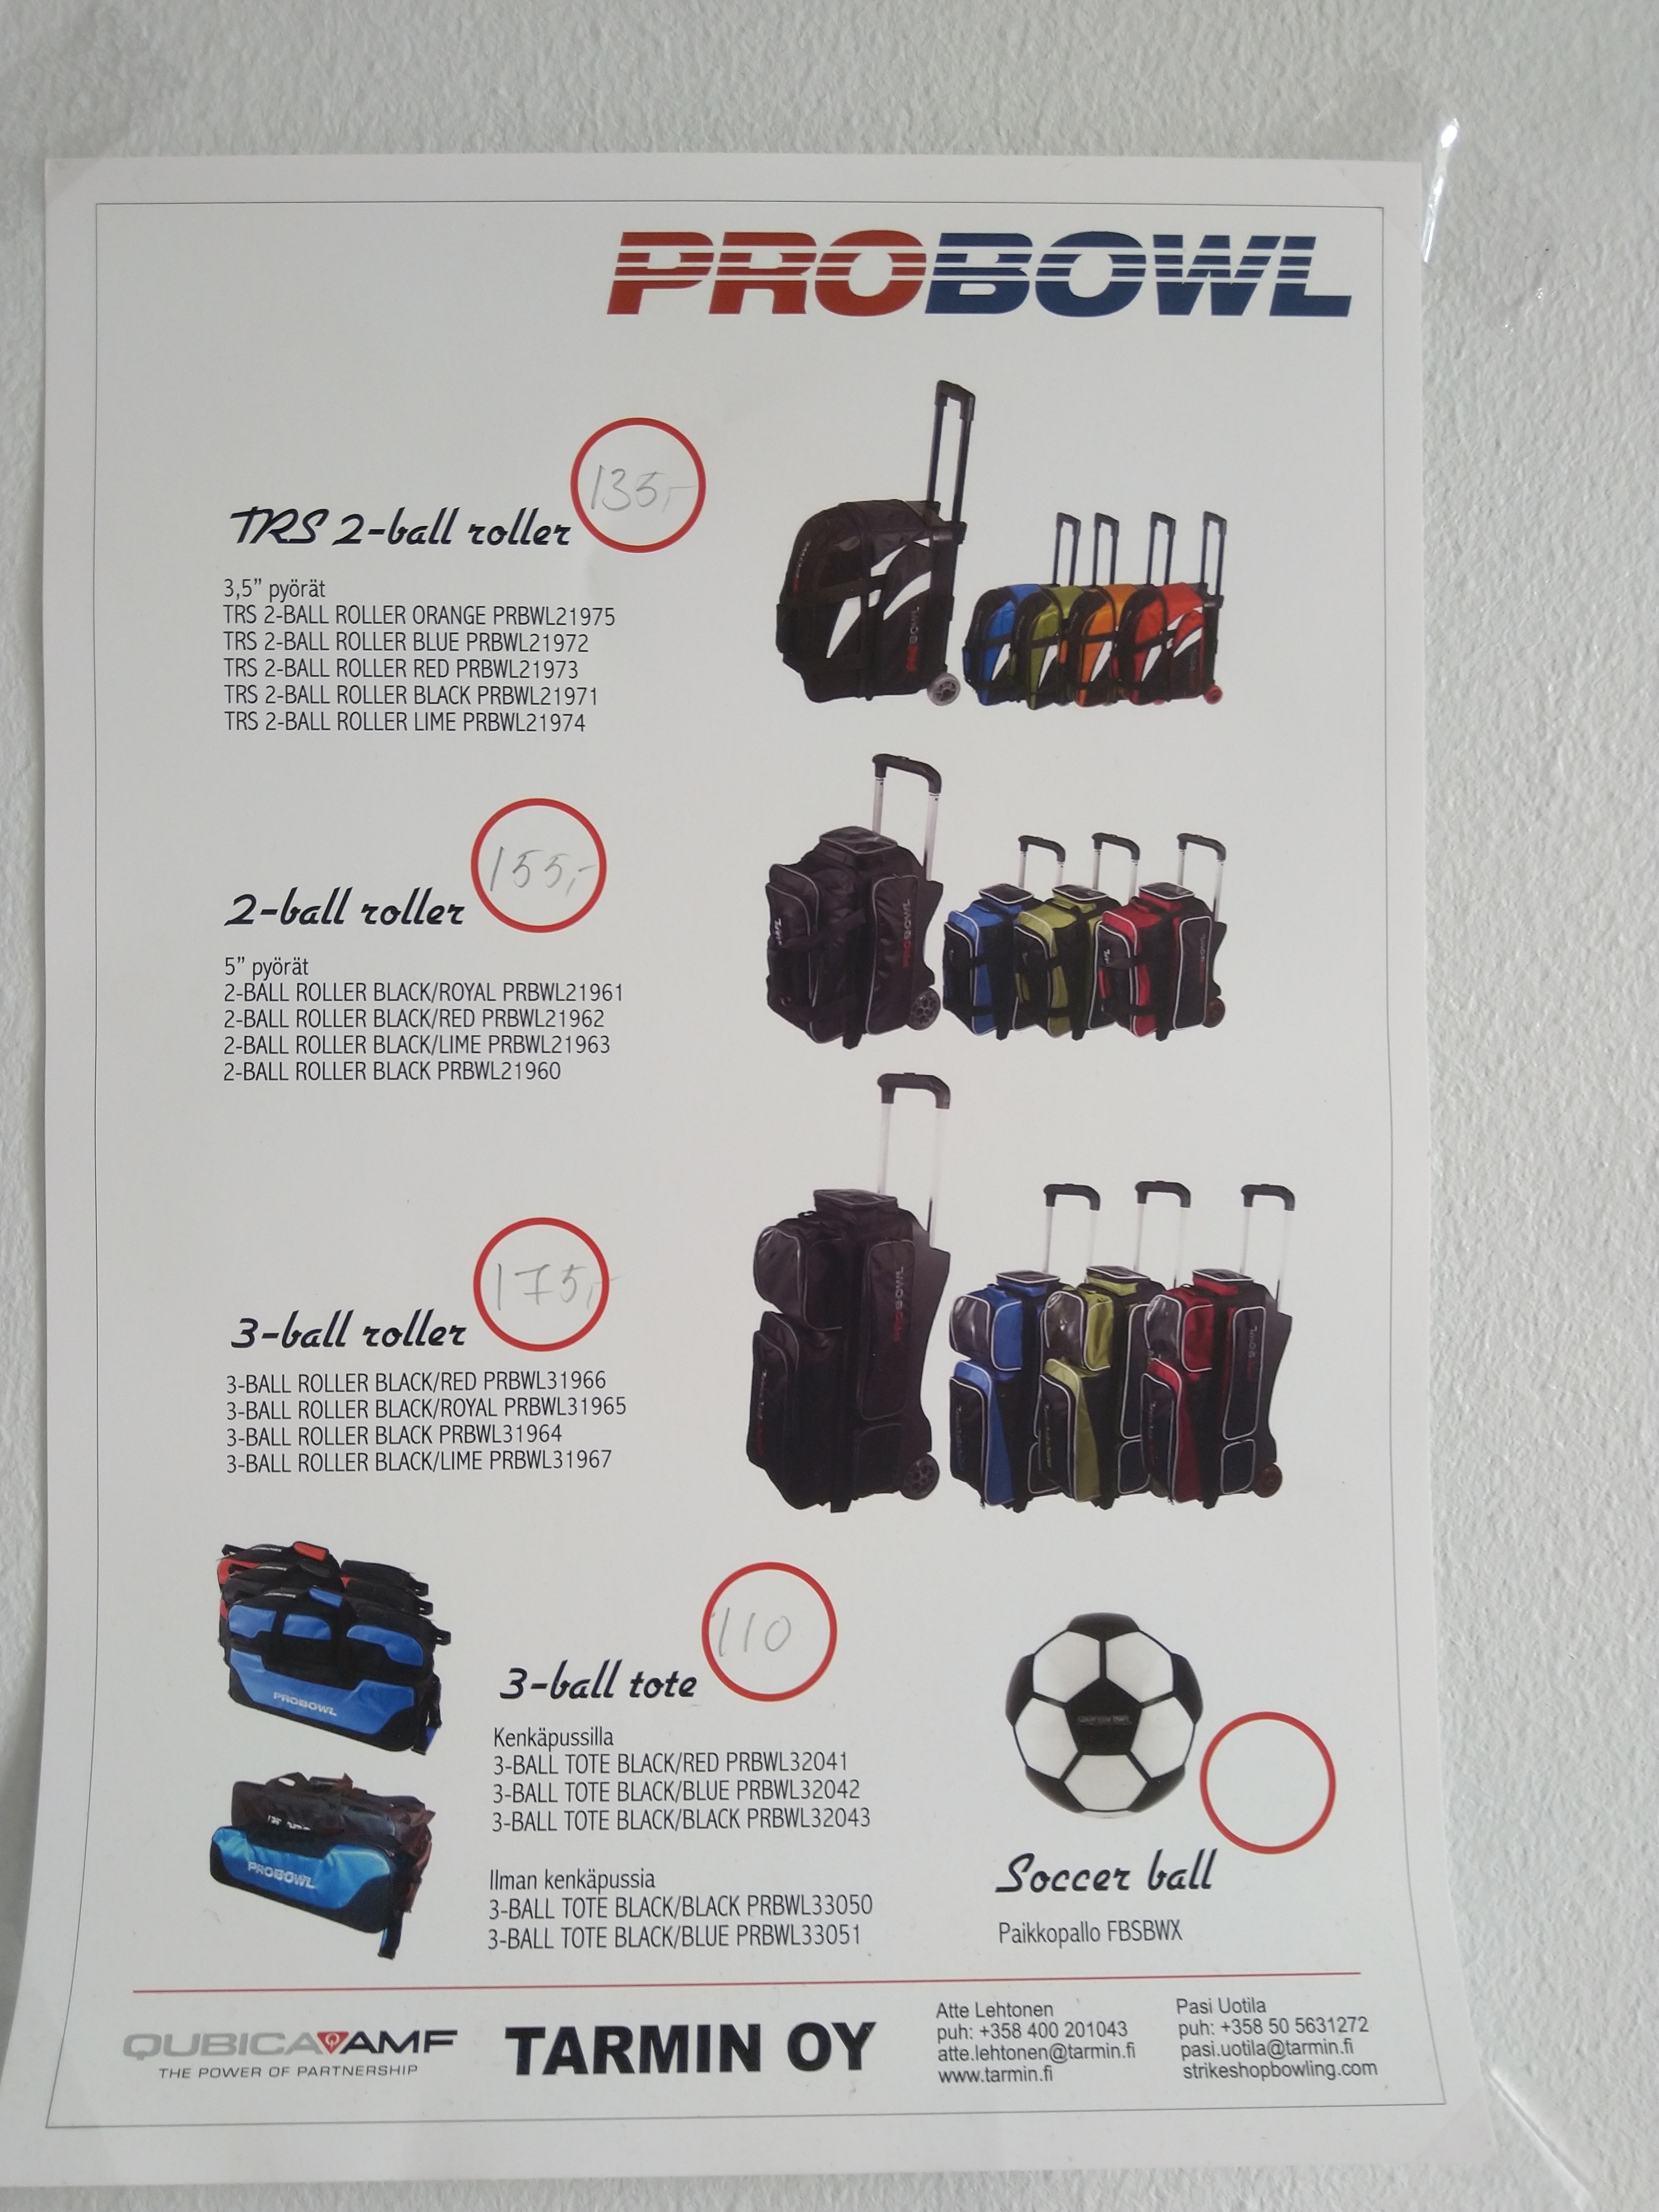 PROBOWL
135,-
TRS 2-ball roller
3,5” pyörät
TRS 2-BALL ROLLER ORANGE PRBWL21975
TRS 2-BALL ROLLER BLUE PRBWL21972
TRS 2-BALL ROLLER RED PRBWL21973
TRS 2-BALL ROLLER BLACK PRBWL21971
TRS 2-BALL ROLLER LIME PRBWL21974
155,-
2-ball roller
5” pyörät
2-BALL ROLLER BLACK/ROYAL PRBWL21961
2-BALL ROLLER BLACK/RED PRBWL21962
2-BALL ROLLER BLACK/LIME PRBWL21963
2-BALL ROLLER BLACK PRBWL21960
175,-
3-ball roller
3-BALL ROLLER BLACK/RED PRBWL31966
3-BALL ROLLER BLACK/ROYAL PRBWL31965
3-BALL ROLLER BLACK PRBWL31964
3-BALL ROLLER BLACK/LIME PRBWL31967
PROBOWL
PROBOWL
110
3-ball tote
Kenkäpussilla
3-BALL TOTE BLACK/RED PRBWL32041
3-BALL TOTE BLACK/BLUE PRBWL32042
3-BALL TOTE BLACK/BLACK PRBWL32043
Ilman kenkäpussia
3-BALL TOTE BLACK/BLACK PRBWL33050
3-BALL TOTE BLACK/BLUE PRBWL33051
Soccer ball
Paikkopallo FBSBWX
QUBICAAMF
THE POWER OF PARTNERSHIP
TARMIN OY
Atte Lehtonen
puh: +358 400 201043
atte.lehtonen@tarmin.fi
www.tarmin.fi
Pasi Uotila
puh: +358 50 5631272
pasi.uotila@tarmin.fi
strikeshopbowling.com